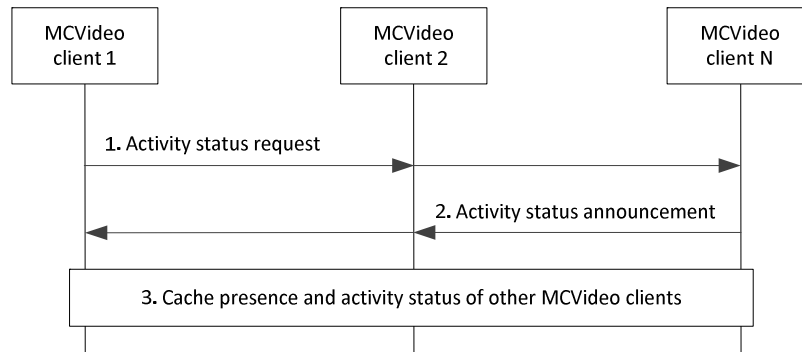 MCVideo
client 1
MCVideo
client 2
MCVideo
client N
1. Activity status request
2. Activity status announcement
3. Cache presence and activity status of other MCVideo clients